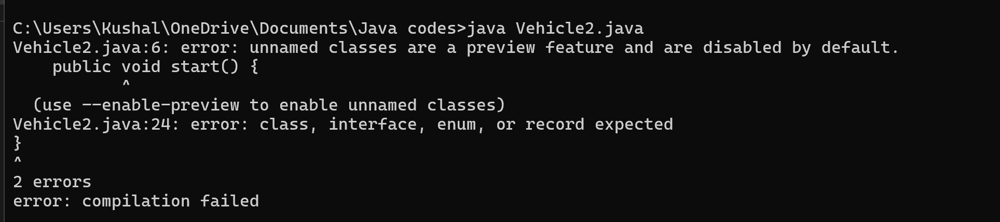 C:\Users\Kushal\OneDrive\Documents\Java codes>java Vehicle2.java
Vehicle2.java:6: error: unnamed classes are a preview feature and are disabled by default.
    public void start() {
           ^
  (use --enable-preview to enable unnamed classes)
Vehicle2.java:24: error: class, interface, enum, or record expected
}
^
2 errors
error: compilation failed